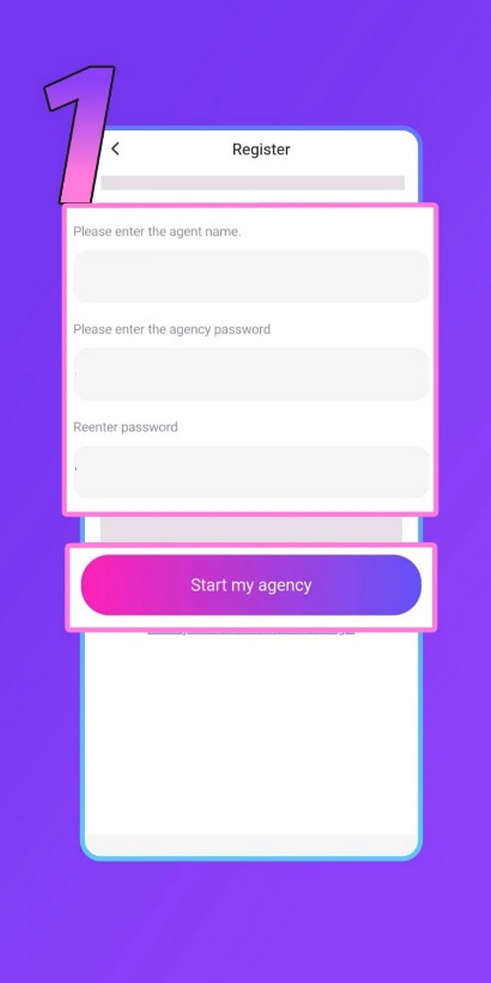 1
Register
Please enter the agent name.
Please enter the agency password
Reenter password
Start my agency